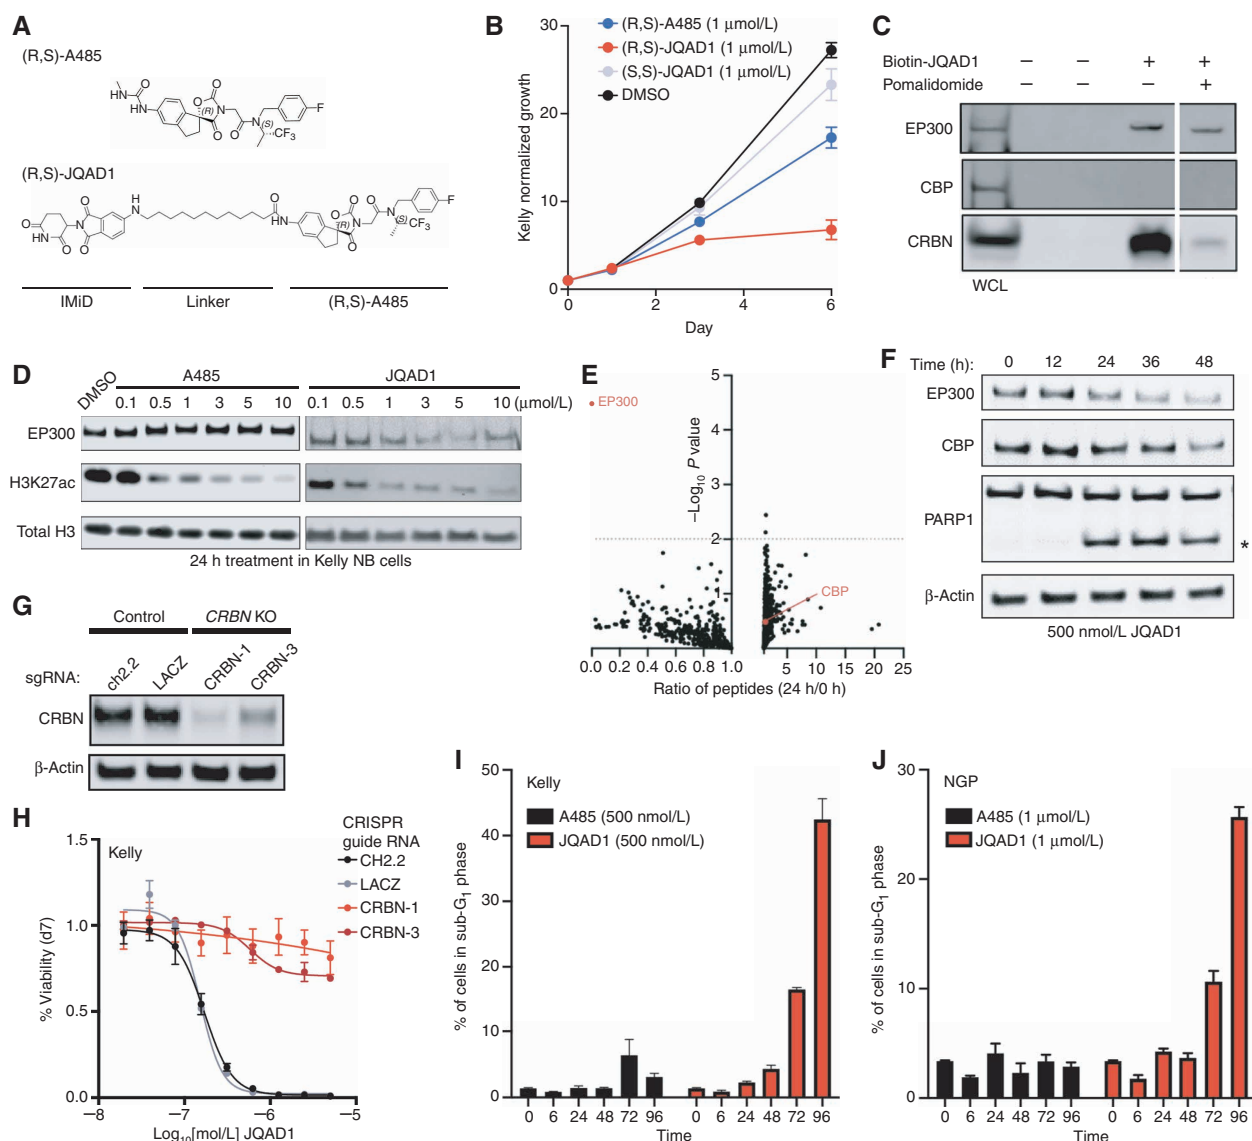 A
(R,S)-A485
(R,S)-JQAD1
IMiD
Linker
(R,S)-A485
B
Kelly normalized growth
30
20
10
0
0
2
4
6
Day
(R,S)-A485 (1 μmol/L)
(R,S)-JQAD1 (1 μmol/L)
(S,S)-JQAD1 (1 μmol/L)
DMSO
C
Biotin-JQAD1 – – + +
Pomalidomide – – – +
EP300
CBP
CRBN
WCL
D
DMSO
A485
JQAD1
0.1 0.5 1 3 5 10 0.1 0.5 1 3 5 10 (μmol/L)
EP300
H3K27ac
Total H3
24 h treatment in Kelly NB cells
E
–Log10 P value
5
4
3
2
1
EP300
CBP
0.0 0.2 0.4 0.6 0.8 1.0 5 10 15 20 25
Ratio of peptides (24 h/0 h)
F
Time (h): 0 12 24 36 48
EP300
CBP
PARP1
*
β-Actin
500 nmol/L JQAD1
G
Control CRBN KO
sgRNA: ch2.2 LACZ CRBN-1 CRBN-3
CRBN
β-Actin
H
Kelly
CRISPR
guide RNA
CH2.2
LACZ
CRBN-1
CRBN-3
% Viability (d7)
1.5
1.0
0.5
0.0
–8 –7 –6 –5
Log10[mol/L] JQAD1
I
Kelly
A485 (500 nmol/L)
JQAD1 (500 nmol/L)
% of cells in sub-G1 phase
50
40
30
20
10
0
0 6 24 48 72 96 0 6 24 48 72 96
Time
J
NGP
A485 (1 μmol/L)
JQAD1 (1 μmol/L)
% of cells in sub-G1 phase
30
20
10
0
0 6 24 48 72 96 0 6 24 48 72 96
Time